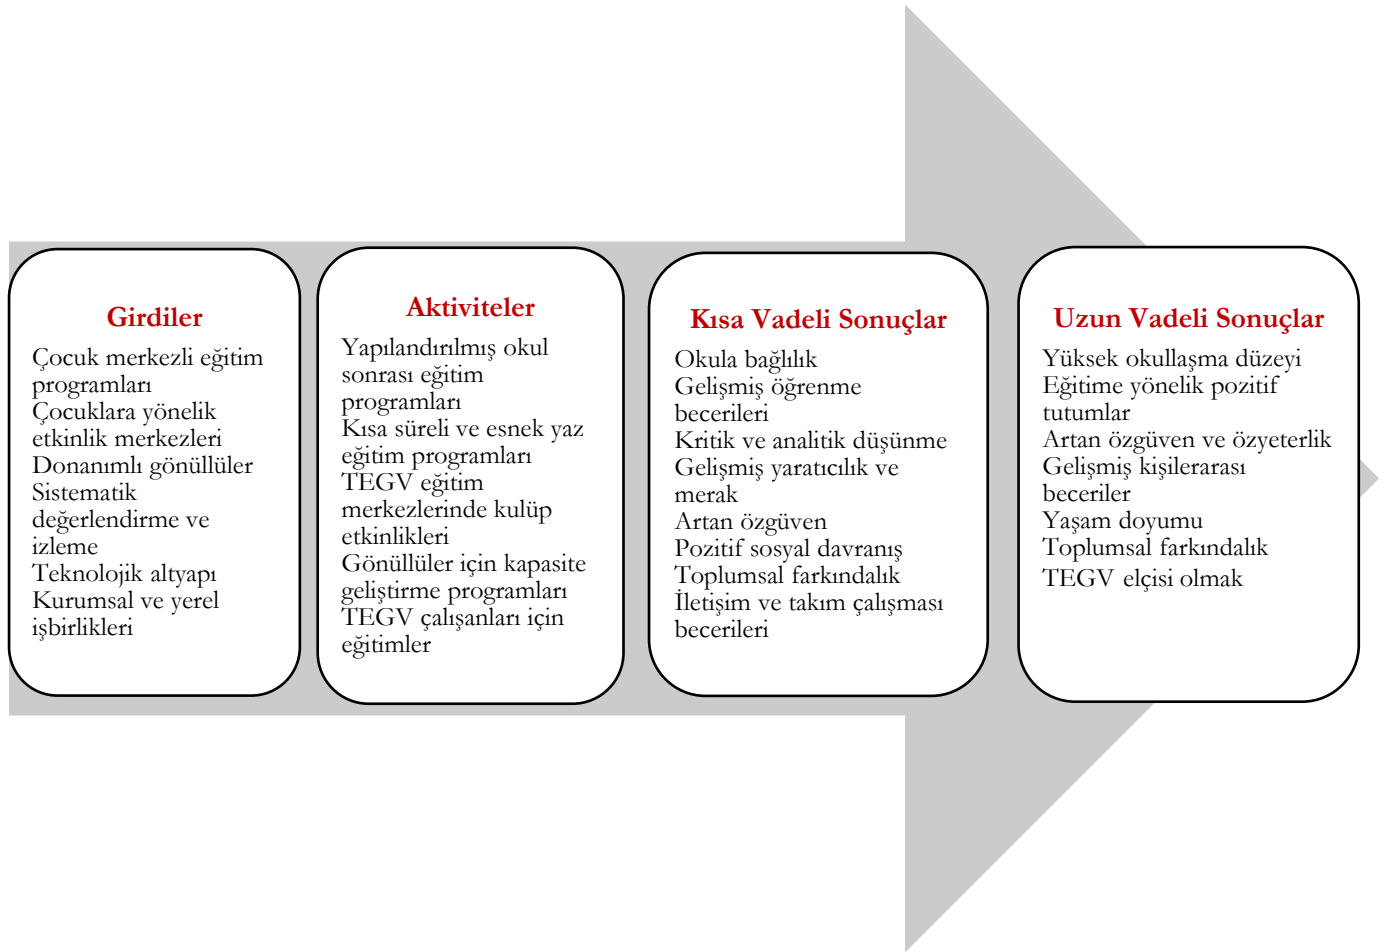 Girdiler
Çocuk merkezli eğitim
programları
Çocuklara yönelik
etkinlik merkezleri
Donanımlı gönüllüler
Sistematik
değerlendirme ve
izleme
Teknolojik altyapı
Kurumsal ve yerel
işbirlikleri
Aktiviteler
Yapılandırılmış okul
sonrası eğitim
programları
Kısa süreli ve esnek yaz
eğitim programları
TEGV eğitim
merkezlerinde kulüp
etkinlikleri
Gönüllüler için kapasite
geliştirme programları
TEGV çalışanları için
eğitimler
Kısa Vadeli Sonuçlar
Okula bağlılık
Gelişmiş öğrenme
becerileri
Kritik ve analitik düşünme
Gelişmiş yaratıcılık ve
merak
Artan özgüven
Pozitif sosyal davranış
Toplumsal farkındalık
İletişim ve takım çalışması
becerileri
Uzun Vadeli Sonuçlar
Yüksek okullaşma düzeyi
Eğitime yönelik pozitif
tutumlar
Artan özgüven ve özyeterlik
Gelişmiş kişilerarası
beceriler
Yaşam doyumu
Toplumsal farkındalık
TEGV elçisi olmak